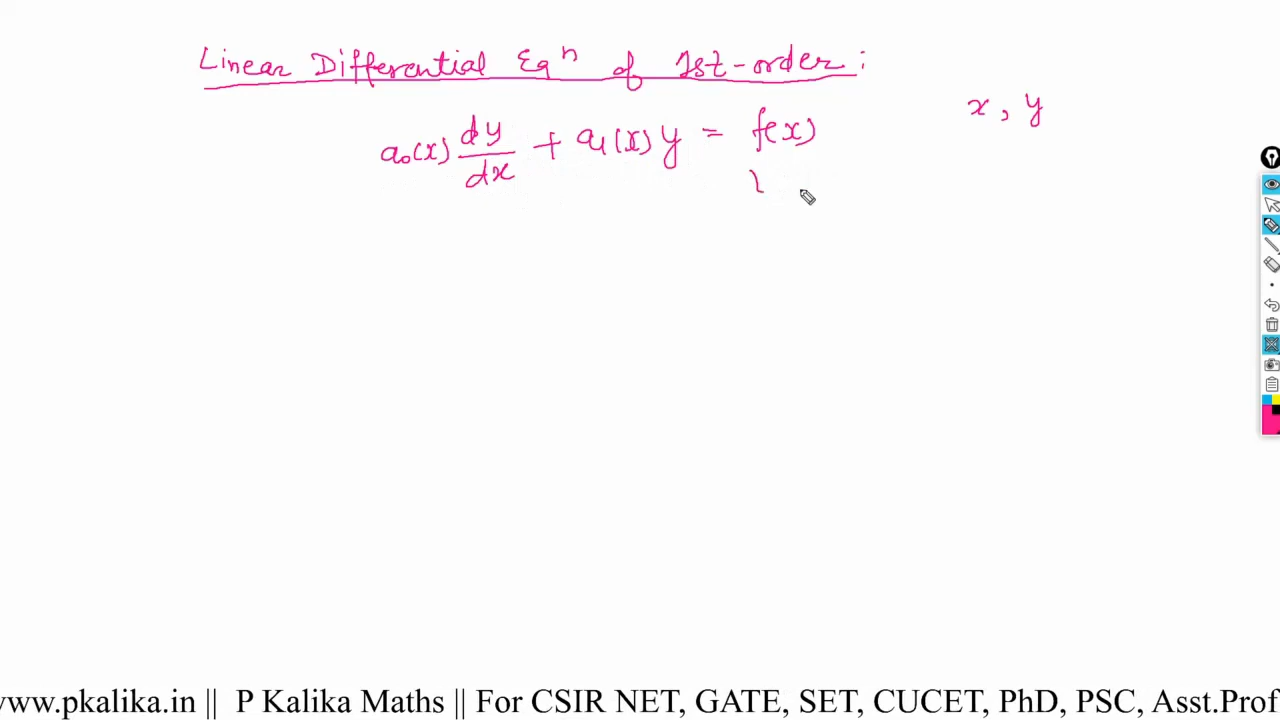 Linear Differential Eqⁿ of 1st-order:
x, y
a₀(x) dy/dx + a₁(x) y = f(x)
www.pkalika.in || P Kalika Maths || For CSIR NET, GATE, SET, CUCET, PhD, PSC, Asst.Prof